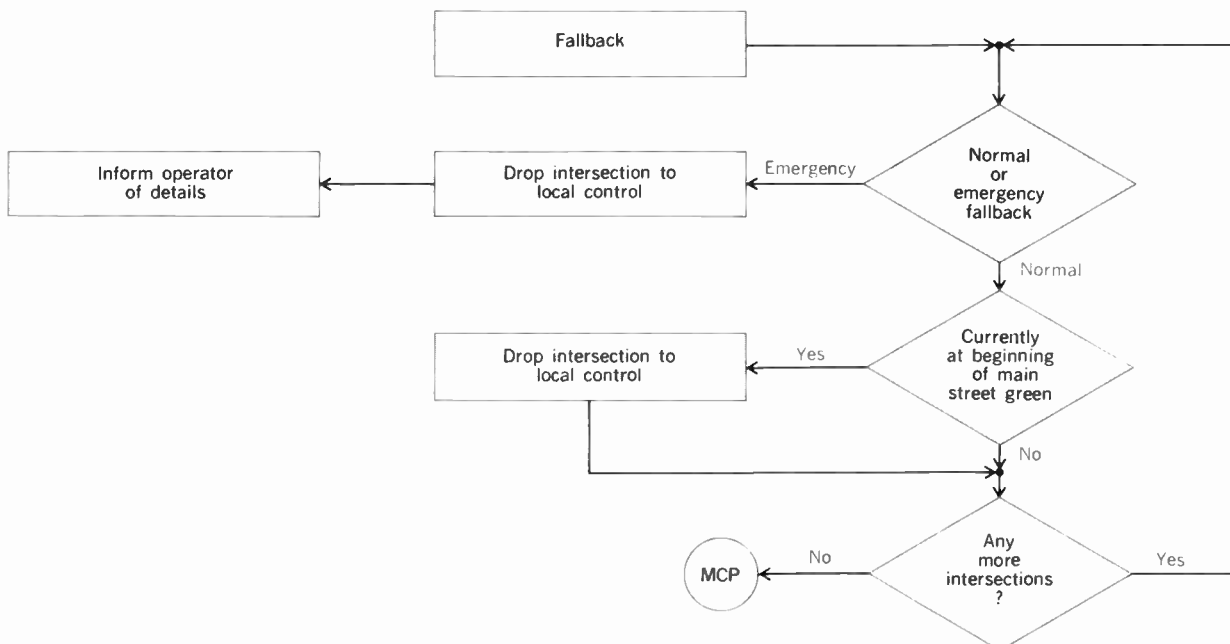 Fallback
Normal
or
emergency
fallback
Emergency
Drop intersection to
local control
Inform operator
of details
Normal
Currently
at beginning
of main
street green
Yes
Drop intersection to
local control
No
Any
more
intersections
?
No
MCP
Yes